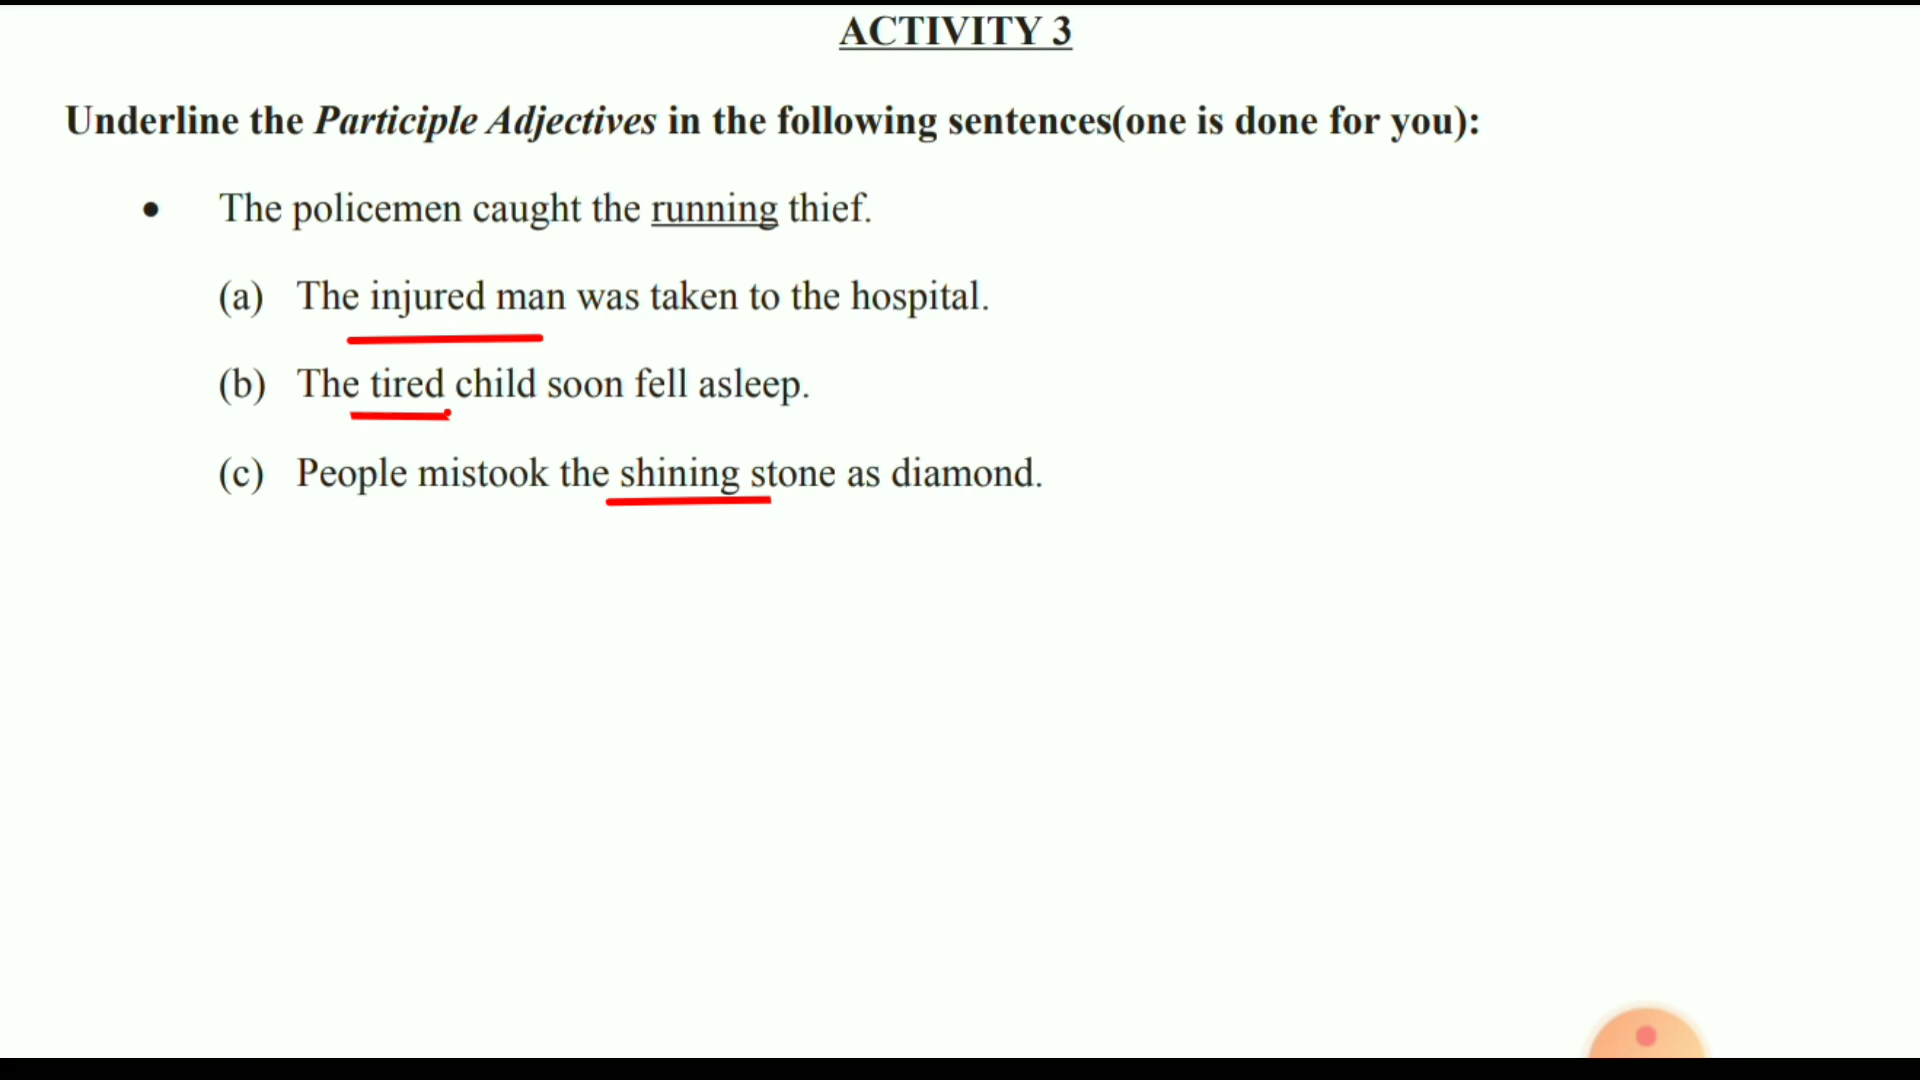 ACTIVITY 3
Underline the Participle Adjectives in the following sentences(one is done for you):
• The policemen caught the running thief.
(a) The injured man was taken to the hospital.
(b) The tired child soon fell asleep.
(c) People mistook the shining stone as diamond.